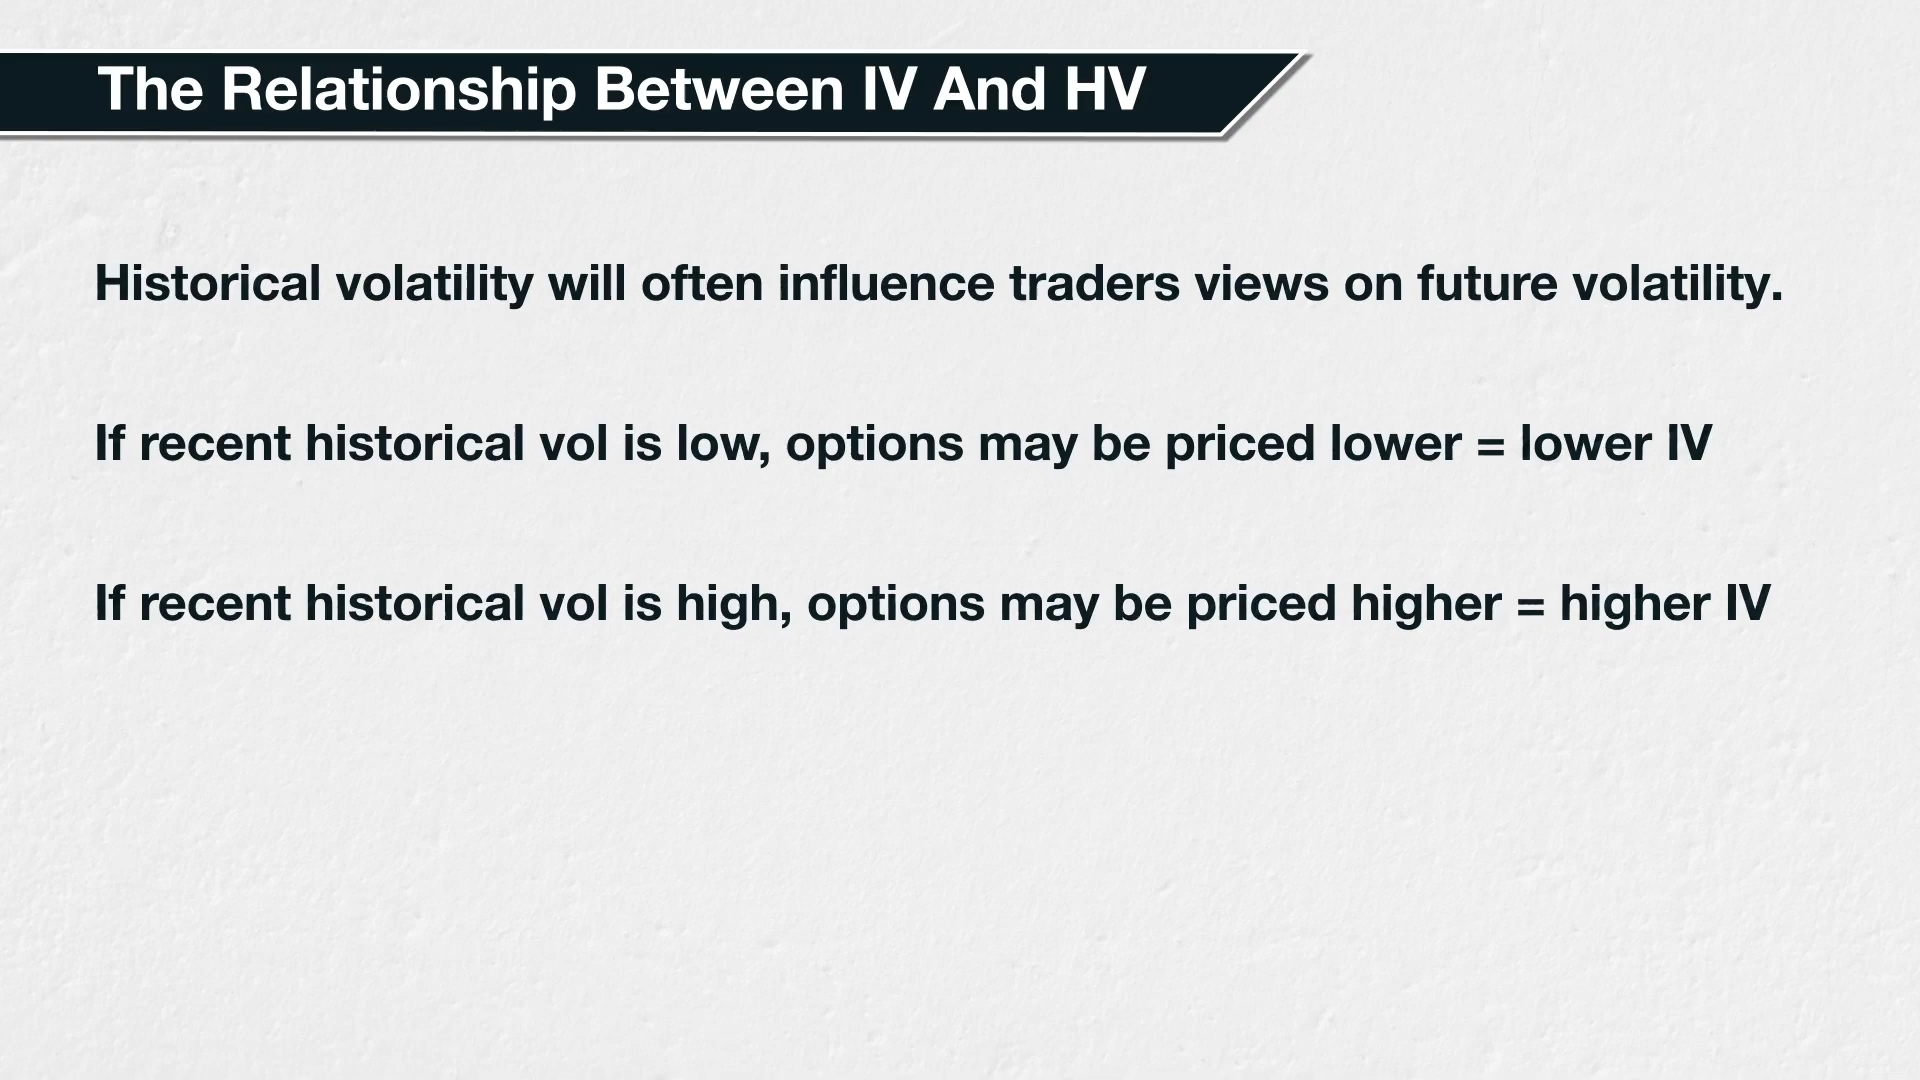 The Relationship Between IV And HV
Historical volatility will often influence traders views on future volatility.
If recent historical vol is low, options may be priced lower = lower IV
If recent historical vol is high, options may be priced higher = higher IV